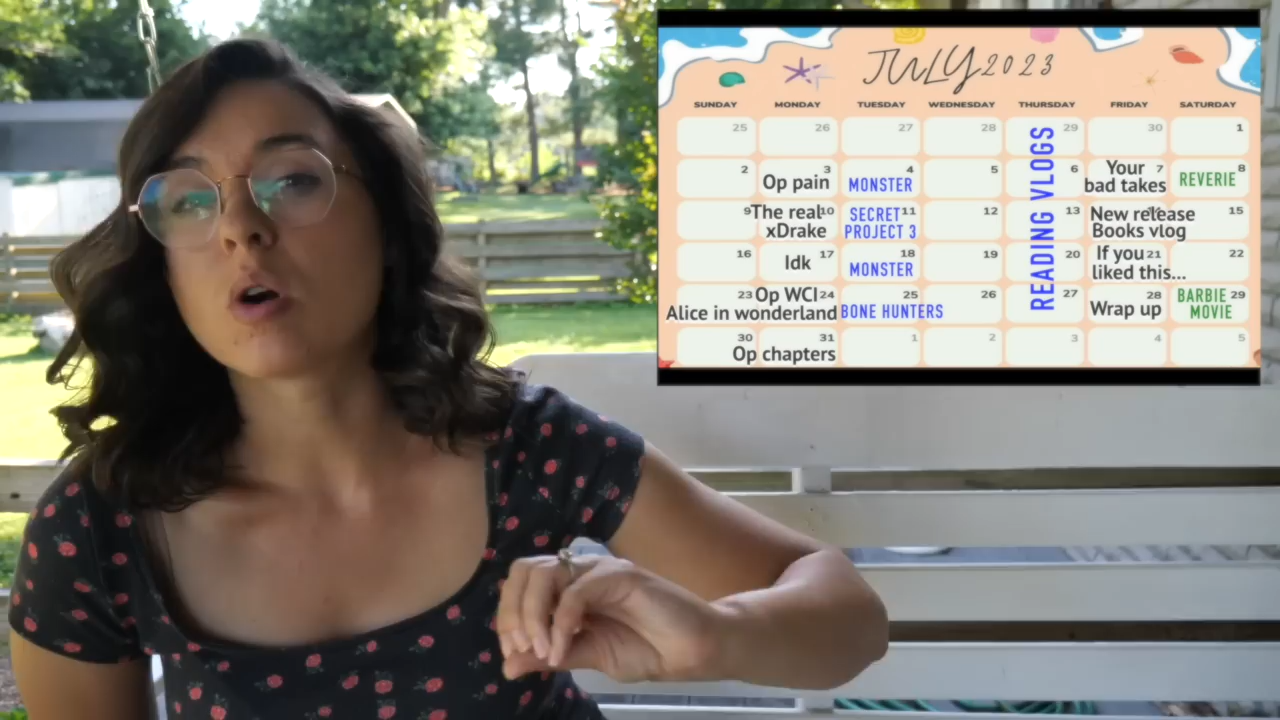 JULY 2023
SUNDAY MONDAY TUESDAY WEDNESDAY THURSDAY FRIDAY SATURDAY
25 26 27 28 29 30 1
2 3 4 5 6 7 8
Op pain
MONSTER
Your
bad takes
REVERIE
9 10 11 12 13 14 15
The real
xDrake
SECRET
PROJECT 3
New release
Books vlog
16 17 18 19 20 21 22
Idk
MONSTER
If you
liked this...
23 24 25 26 27 28 29
Op WCI
Alice in wonderland
BONE HUNTERS
Wrap up
BARBIE
MOVIE
30 31 1 2 3 4 5
Op chapters
READING VLOGS